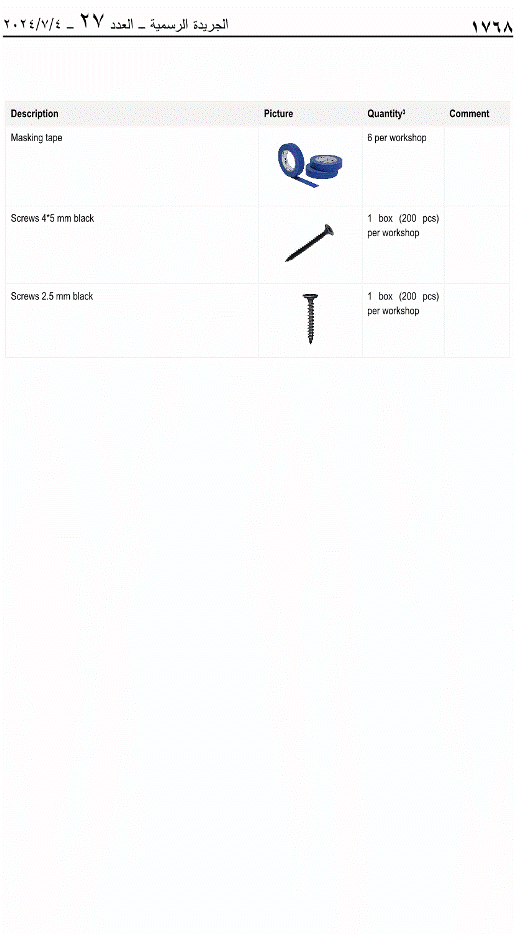 ١٧٦٨ الجريدة الرسمية – العدد ٢٧ – ٢٠٢٤/٧/٤
Description Picture Quantity² Comment
Masking tape 6 per workshop
Screws 4*5 mm black 1 box (200 pcs)
per workshop
Screws 2.5 mm black 1 box (200 pcs)
per workshop